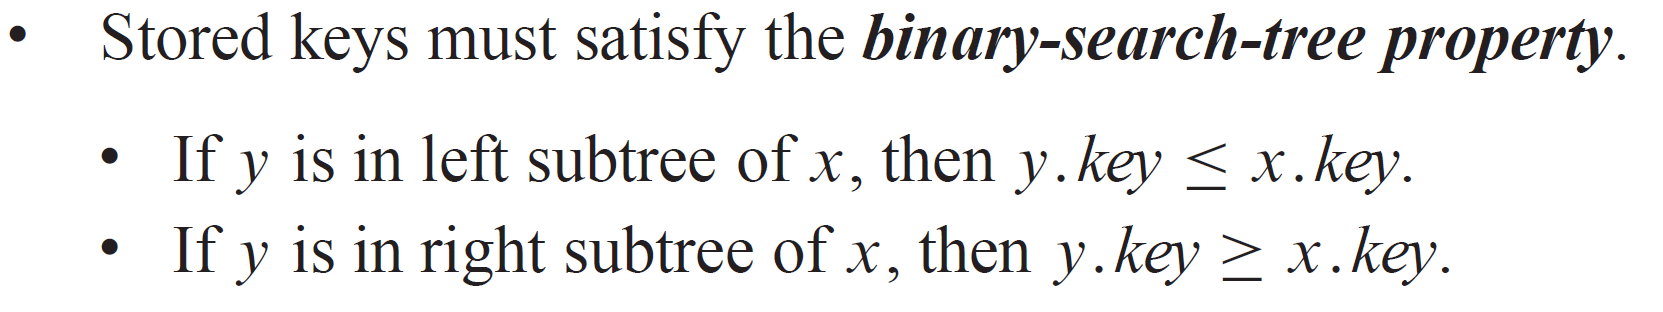 • Stored keys must satisfy the binary-search-tree property.
• If y is in left subtree of x, then y.key ≤ x.key.
• If y is in right subtree of x, then y.key ≥ x.key.